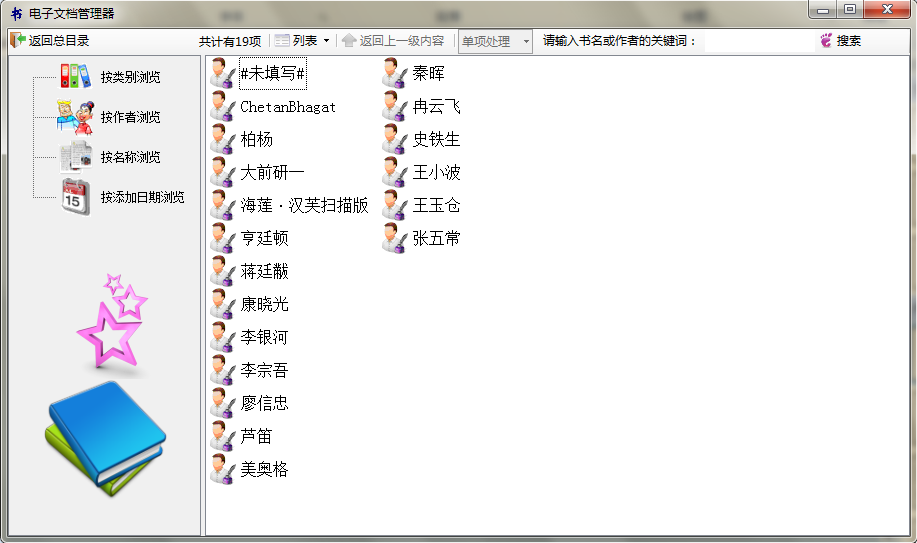 书 电子文档管理器
返回总目录 共计有19项 列表 返回上一级内容 单项处理 请输入书名或作者的关键词： 搜索
按类别浏览
按作者浏览
按名称浏览
15 按添加日期浏览
#未填写#
ChetanBhagat
柏杨
大前研一
海莲·汉芙扫描版
亨廷顿
蒋廷黻
康晓光
李银河
李宗吾
廖信忠
芦笛
美奥格
秦晖
冉云飞
史铁生
王小波
王玉仓
张五常